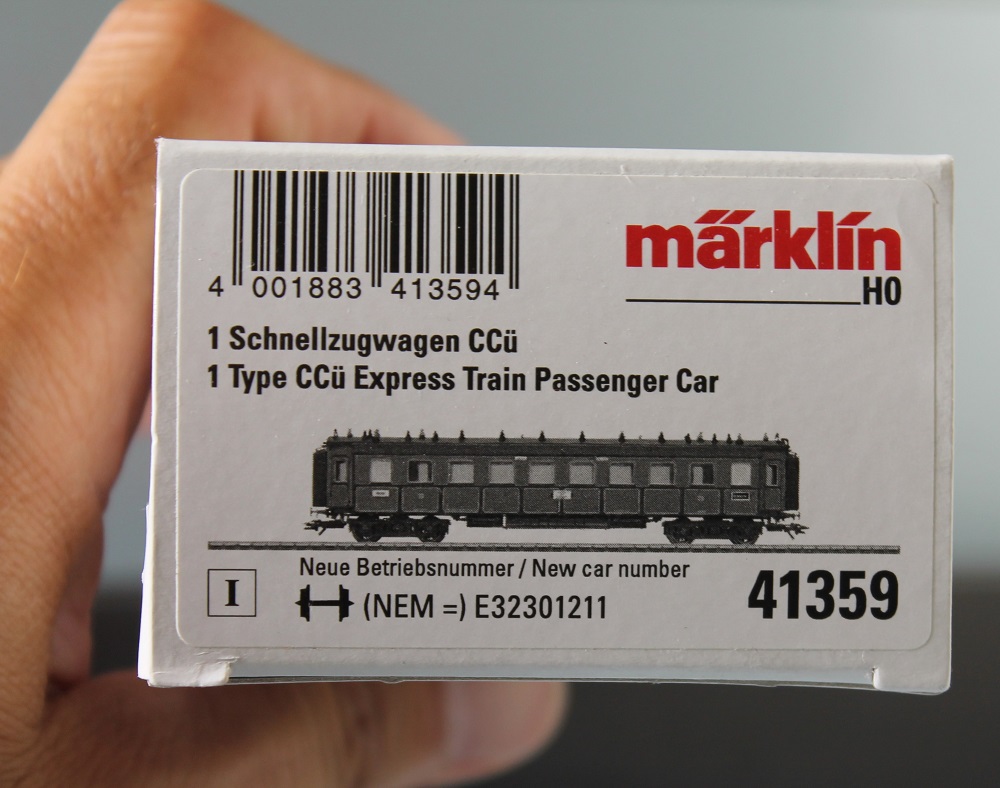 märklin
H0
4 001883 413594
1 Schnellzugwagen CCü
1 Type CCü Express Train Passenger Car
Neue Betriebsnummer / New car number
I
(NEM =) E32301211
41359